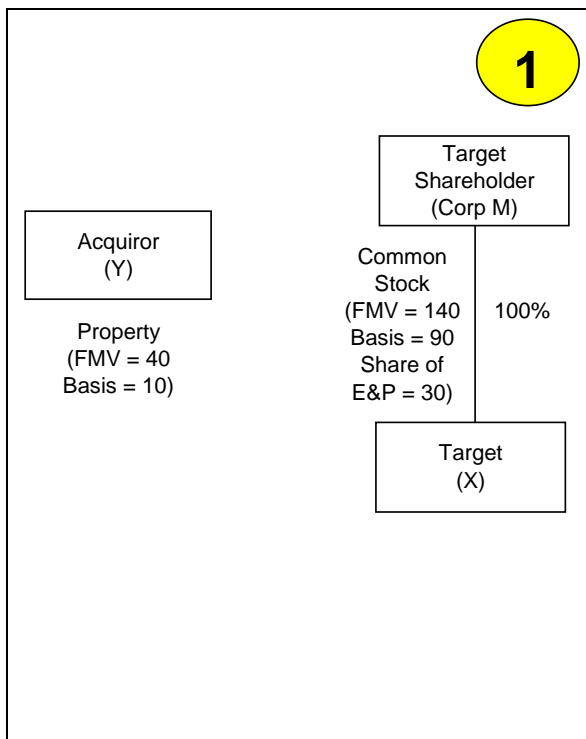 1
Target
Shareholder
(Corp M)
Acquiror
(Y)
Property
(FMV = 40
Basis = 10)
Common
Stock
(FMV = 140
Basis = 90
Share of
E&P = 30)
100%
Target
(X)